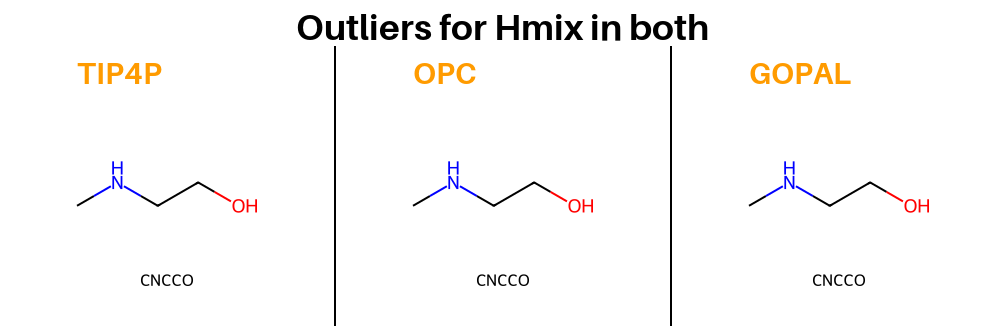 Outliers for Hmix in both
TIP4P
H
N
OH
CNCCO
OPC
H
N
OH
CNCCO
GOPAL
H
N
OH
CNCCO